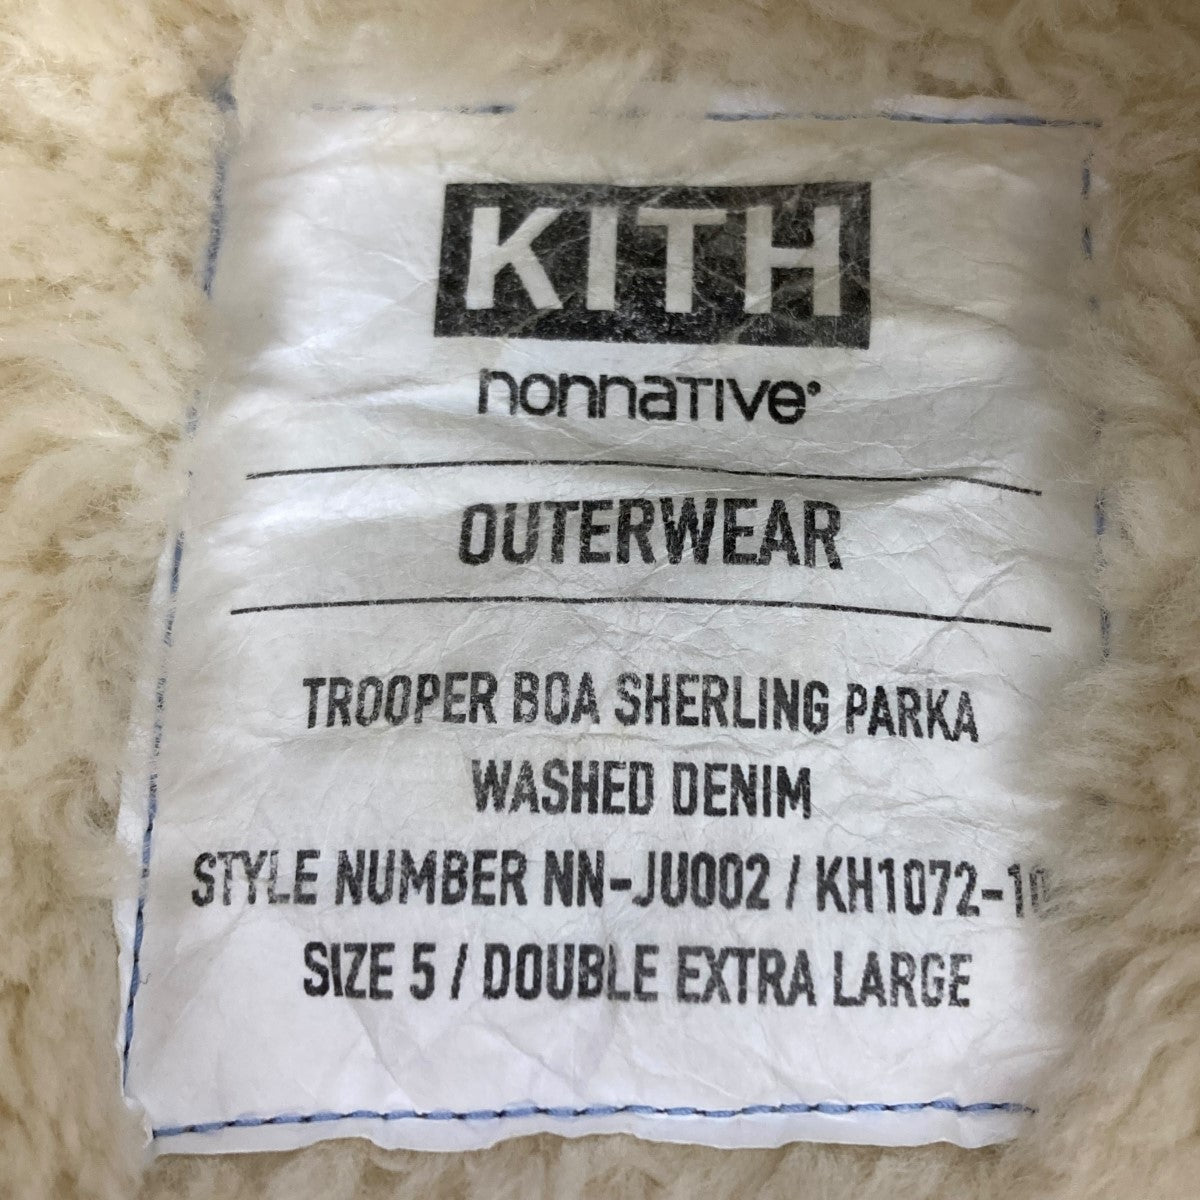 KITH
nonnative
OUTERWEAR
TROOPER BOA SHERLING PARKA
WASHED DENIM
STYLE NUMBER NN-JU002 / KH1072-10
SIZE 5 / DOUBLE EXTRA LARGE